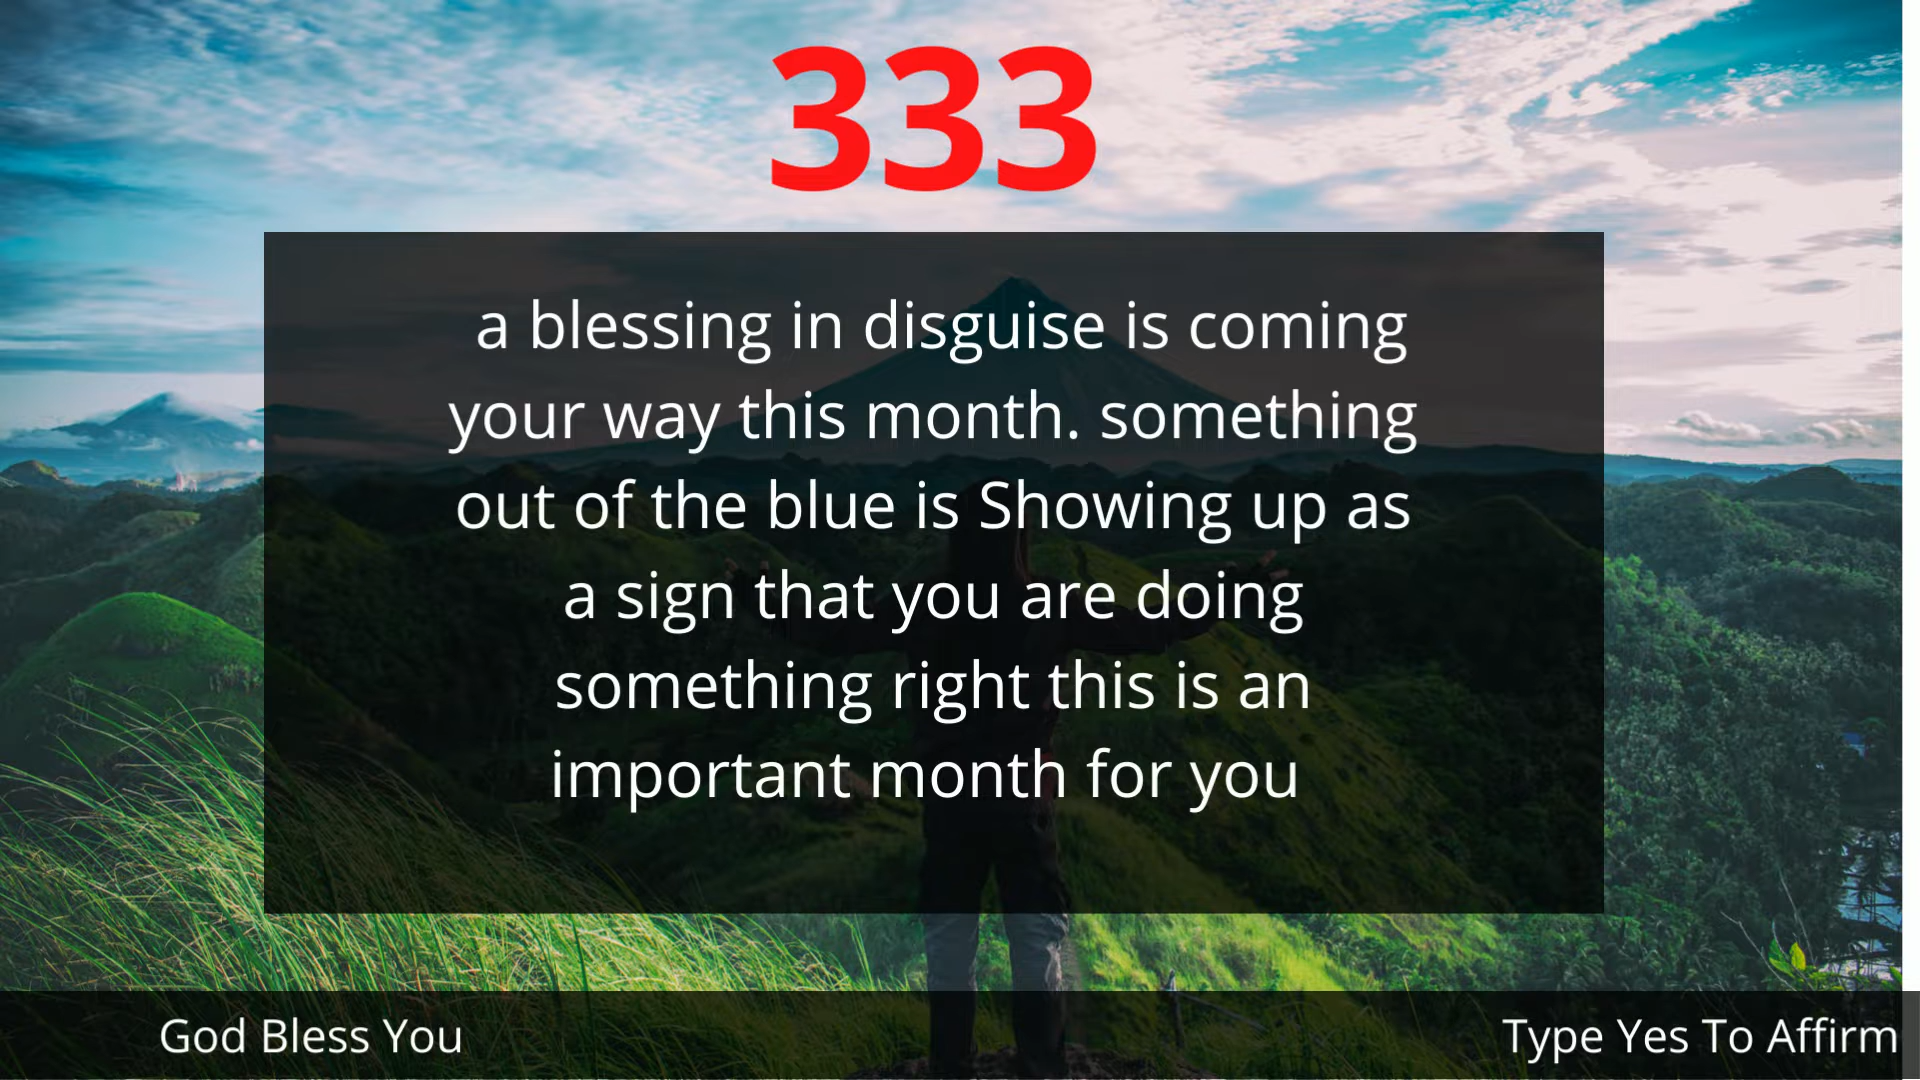 333
a blessing in disguise is coming
your way this month. something
out of the blue is Showing up as
a sign that you are doing
something right this is an
important month for you
God Bless You
Type Yes To Affirm